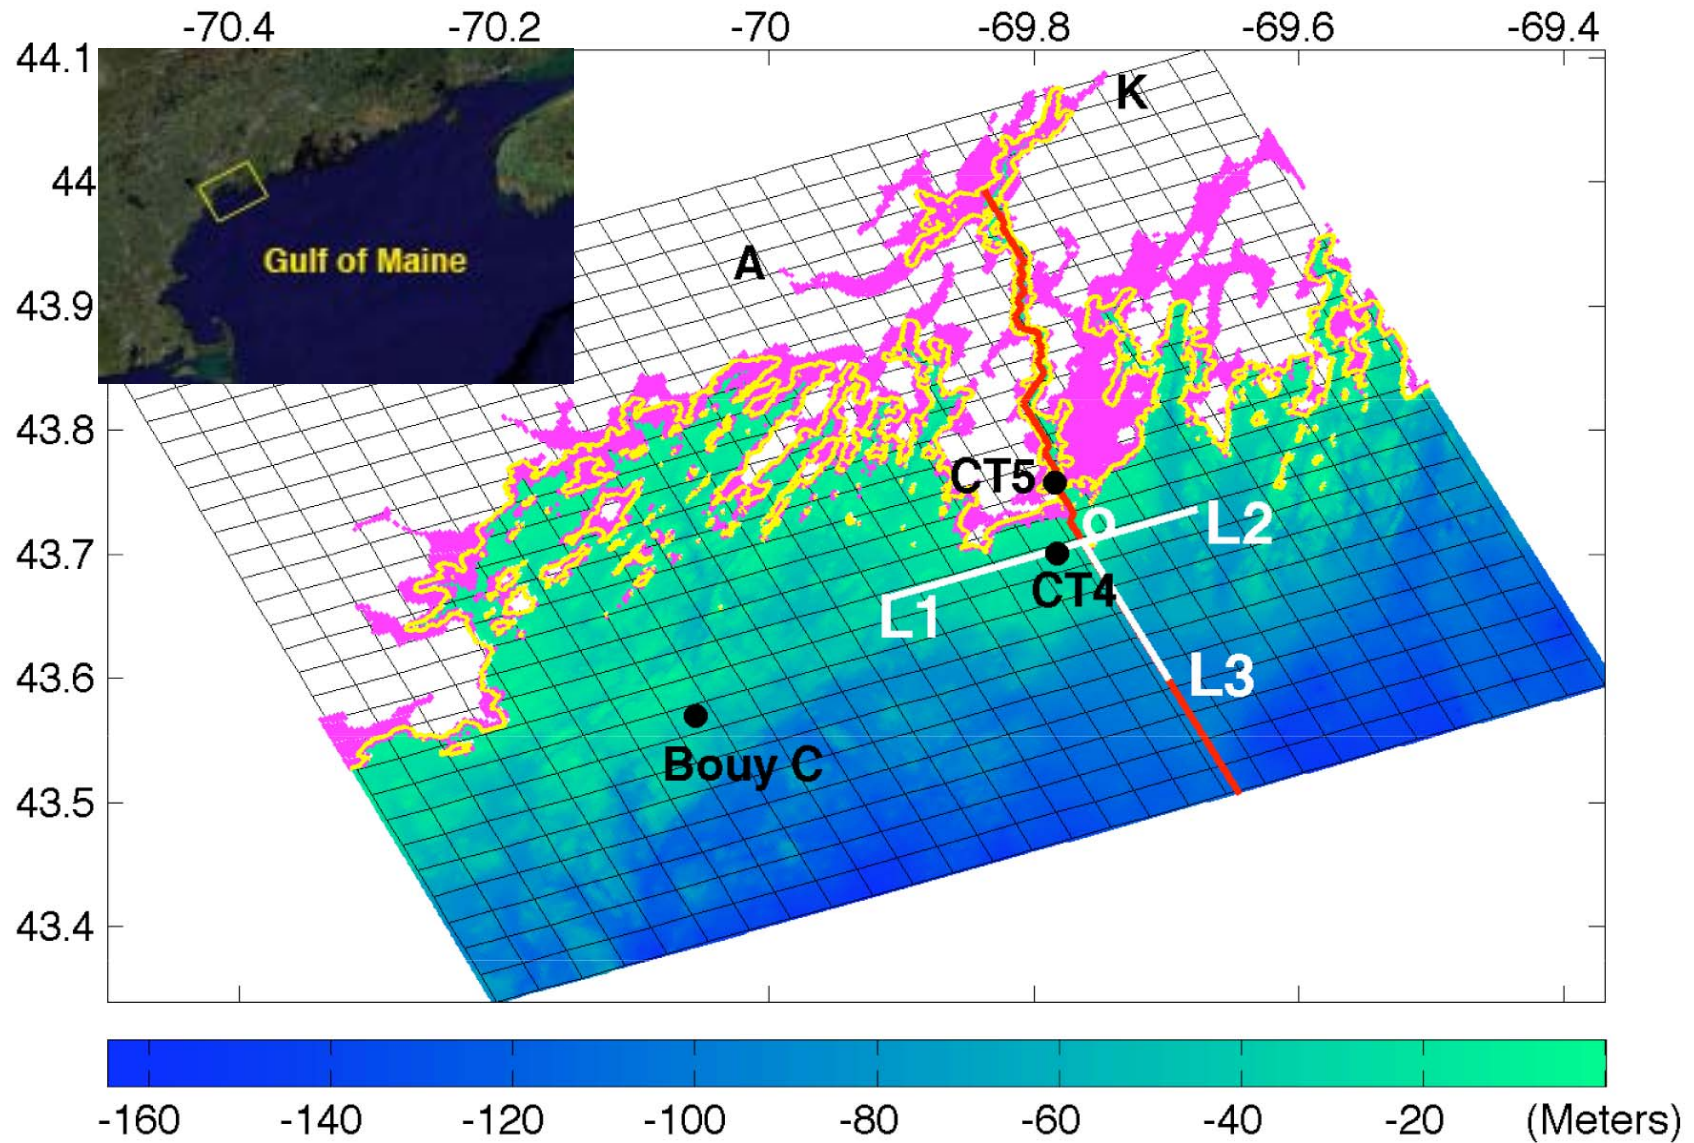 -70.4 -70.2 -70 -69.8 -69.6 -69.4
44.1
K
44
Gulf of Maine
A
43.9
43.8
CT5
O
L2
43.7
CT4
L1
43.6
L3
Bouy C
43.5
43.4
-160 -140 -120 -100 -80 -60 -40 -20 (Meters)